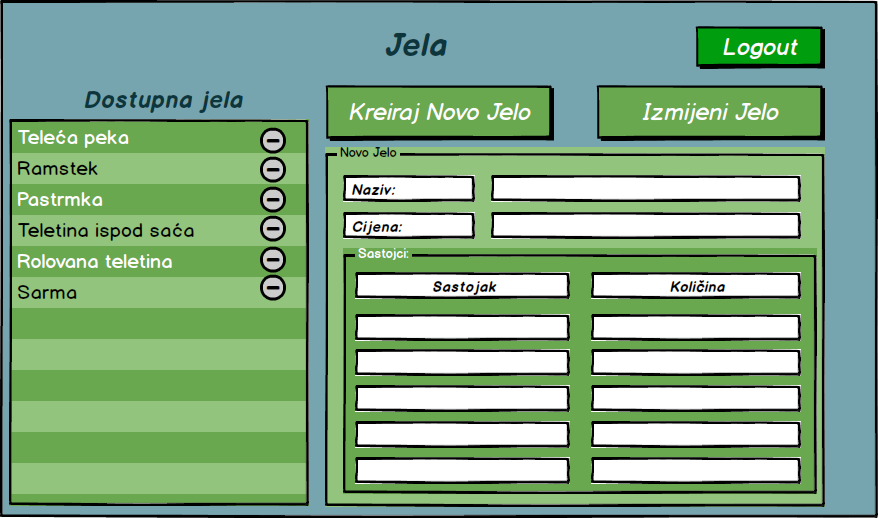 Jela
Logout
Dostupna jela
Teleća peka
Ramstek
Pastrmka
Teletina ispod saća
Rolovana teletina
Sarma
Kreiraj Novo Jelo
Izmijeni Jelo
Novo Jelo
Naziv:
Cijena:
Sastojci:
Sastojak
Količina